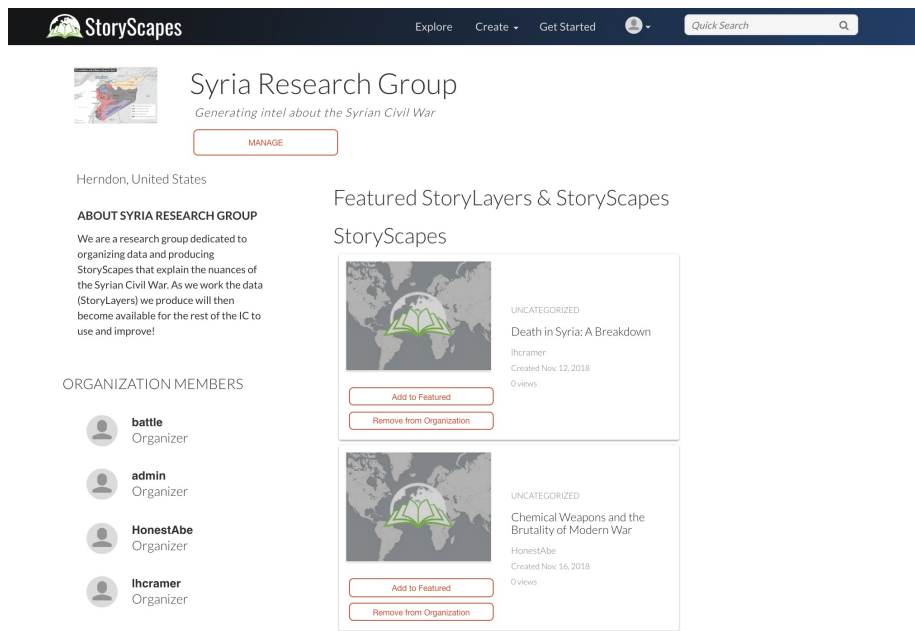 StoryScapes
Explore
Create
Get Started
Quick Search
Syria Research Group
Generating intel about the Syrian Civil War
MANAGE
Herndon, United States
ABOUT SYRIA RESEARCH GROUP
We are a research group dedicated to
organizing data and producing
StoryScapes that explain the nuances of
the Syrian Civil War. As we work the data
(StoryLayers) we produce will then
become available for the rest of the IC to
use and improve!
ORGANIZATION MEMBERS
battle
Organizer
admin
Organizer
HonestAbe
Organizer
lhcramer
Organizer
Featured StoryLayers & StoryScapes
StoryScapes
UNCATEGORIZED
Death in Syria: A Breakdown
lhcramer
Created Nov. 12, 2018
0 views
Add to Featured
Remove from Organization
UNCATEGORIZED
Chemical Weapons and the
Brutality of Modern War
HonestAbe
Created Nov. 16, 2018
0 views
Add to Featured
Remove from Organization